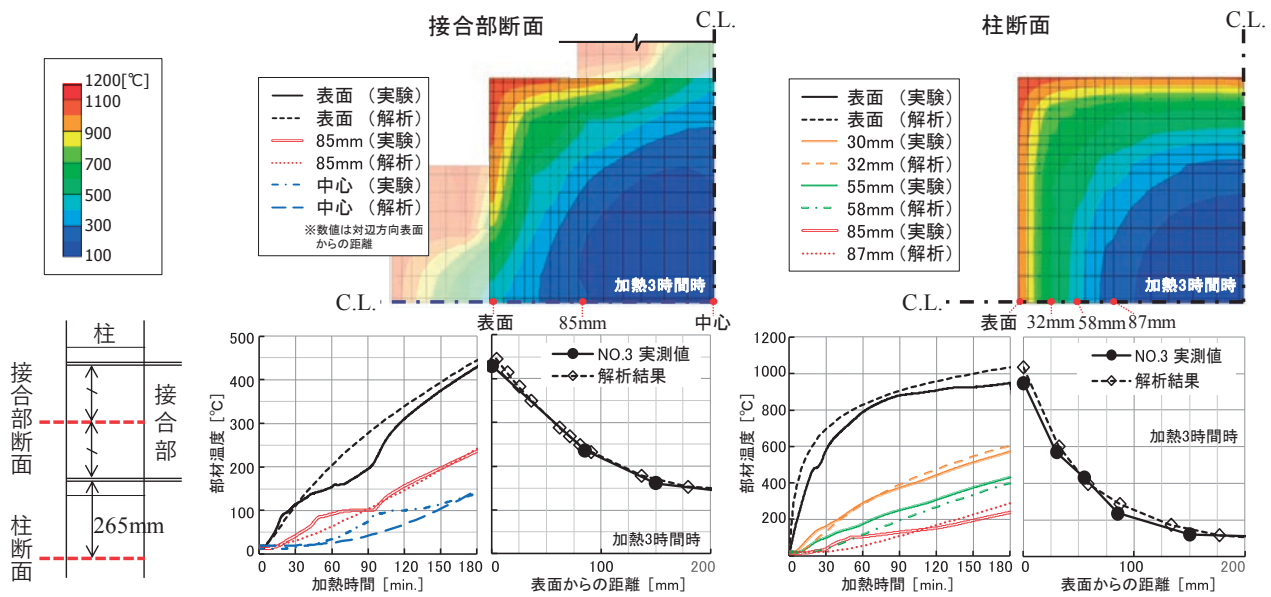 接合部断面
C.L.
柱断面
C.L.
1200[℃]
1100
900
700
500
300
100
表面 （実験）
表面 （解析）
85mm（実験）
85mm（解析）
中心 （実験）
中心 （解析）
※数値は対辺方向表面
からの距離
加熱3時間時
C.L.
表面
85mm
中心
表面 （実験）
表面 （解析）
30mm（実験）
32mm（解析）
55mm（実験）
58mm（解析）
85mm（実験）
87mm（解析）
加熱3時間時
C.L.
表面
32mm
58mm
87mm
柱
接合部断面
接合部
柱断面
265mm
部材温度［℃］
500
400
300
200
100
0
0 30 60 90 120 150 180
加熱時間［min.］
NO.3 実測値
解析結果
加熱3時間時
100 200
表面からの距離［mm］
部材温度［℃］
1200
1000
800
600
400
200
0 30 60 90 120 150 180
加熱時間［min.］
NO.3 実測値
解析結果
加熱3時間時
100 200
表面からの距離［mm］